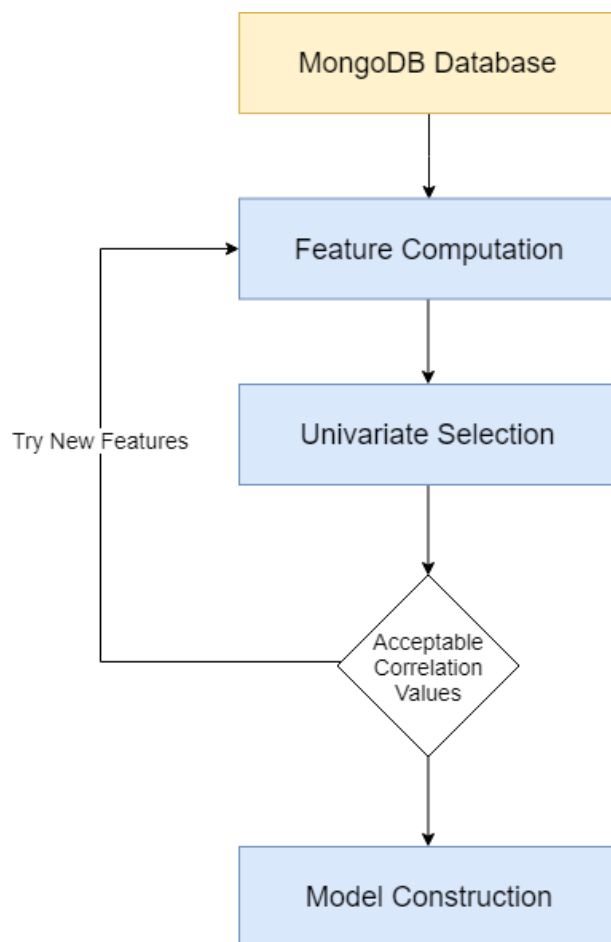 MongoDB Database
Feature Computation
Univariate Selection
Try New Features
Acceptable
Correlation
Values
Model Construction